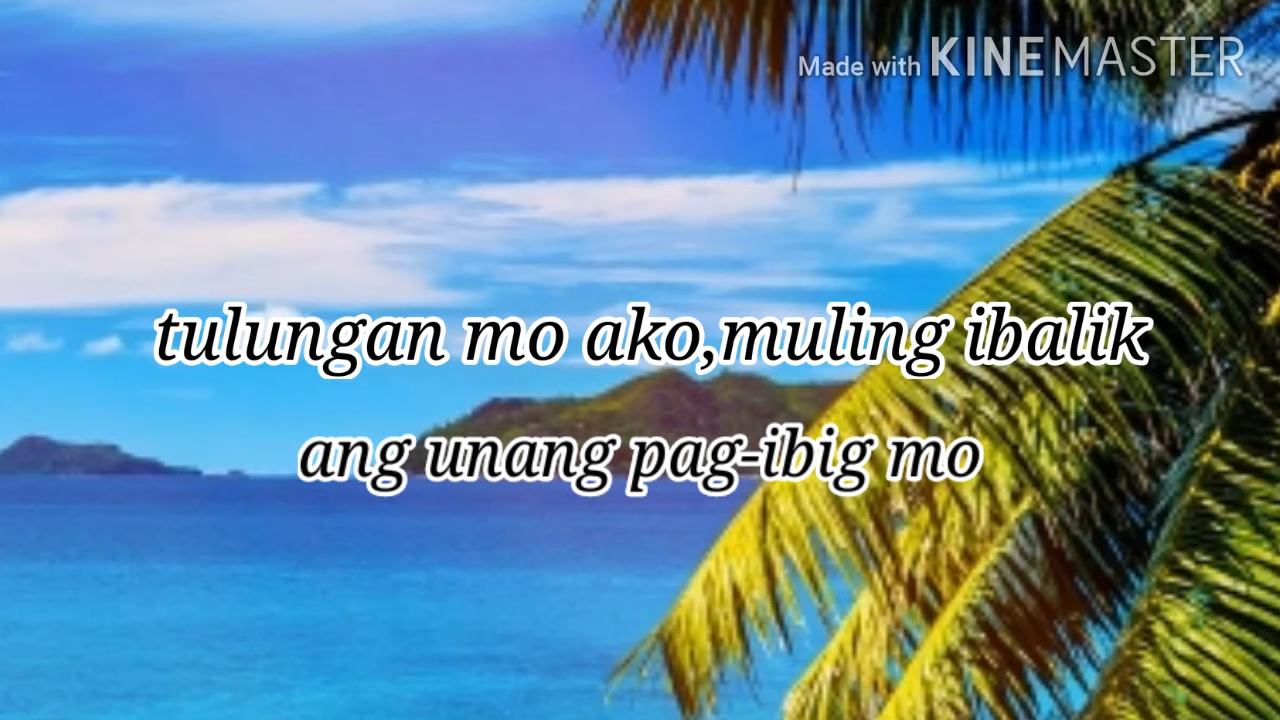 Made with KINEMASTER
tulungan mo ako,muling ibalik
ang unang pag-ibig mo